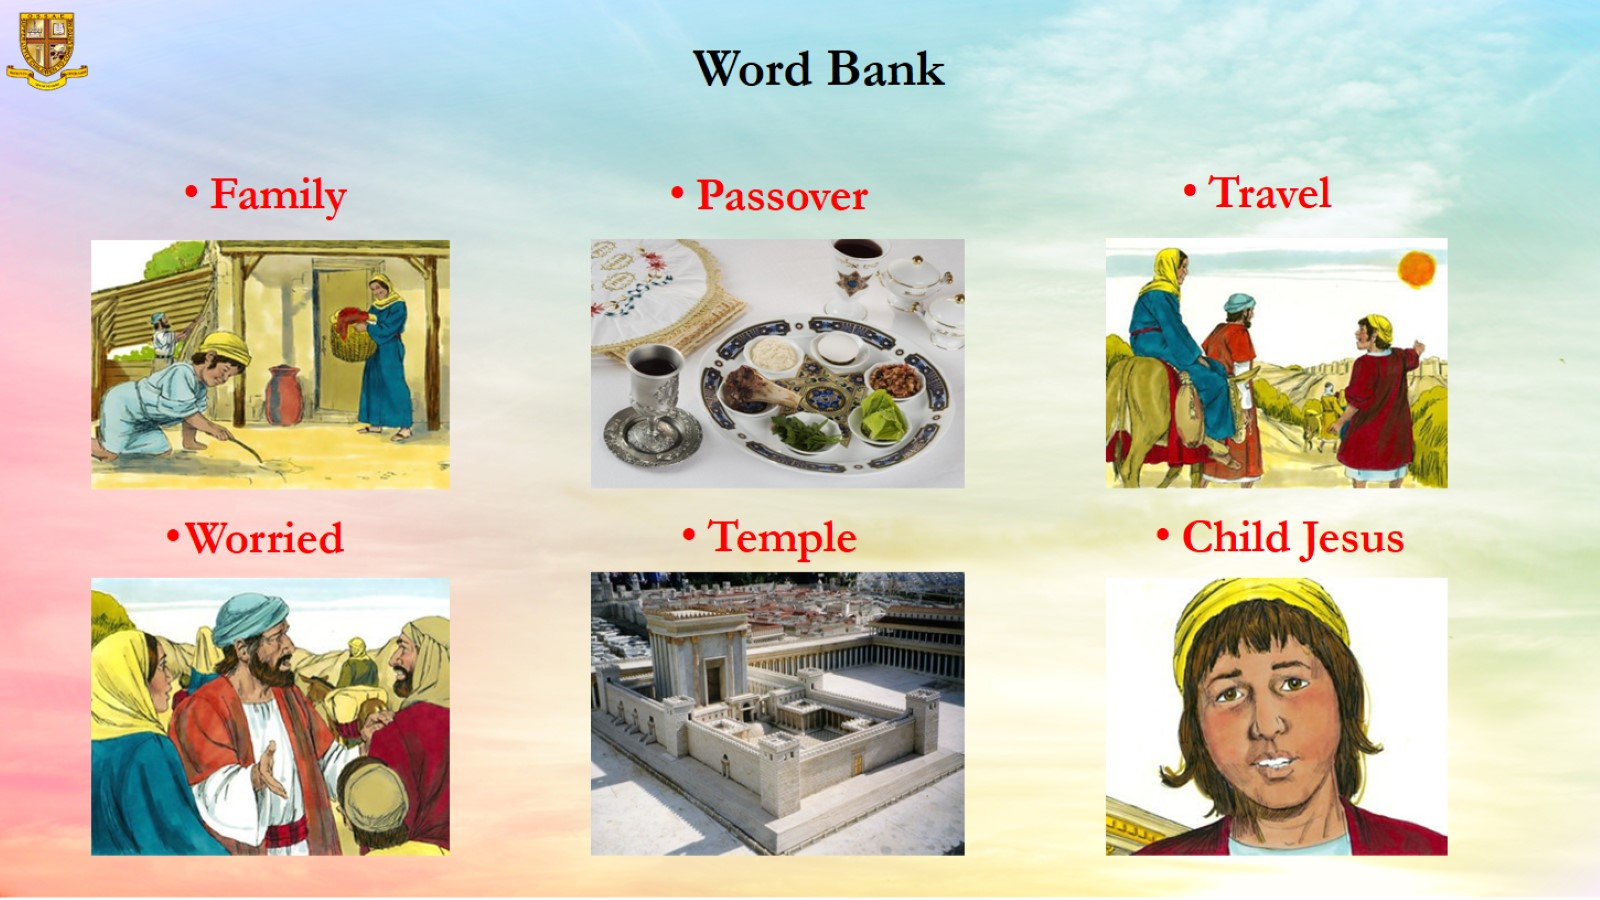 Word Bank
• Family
• Passover
• Travel
•Worried
• Temple
• Child Jesus